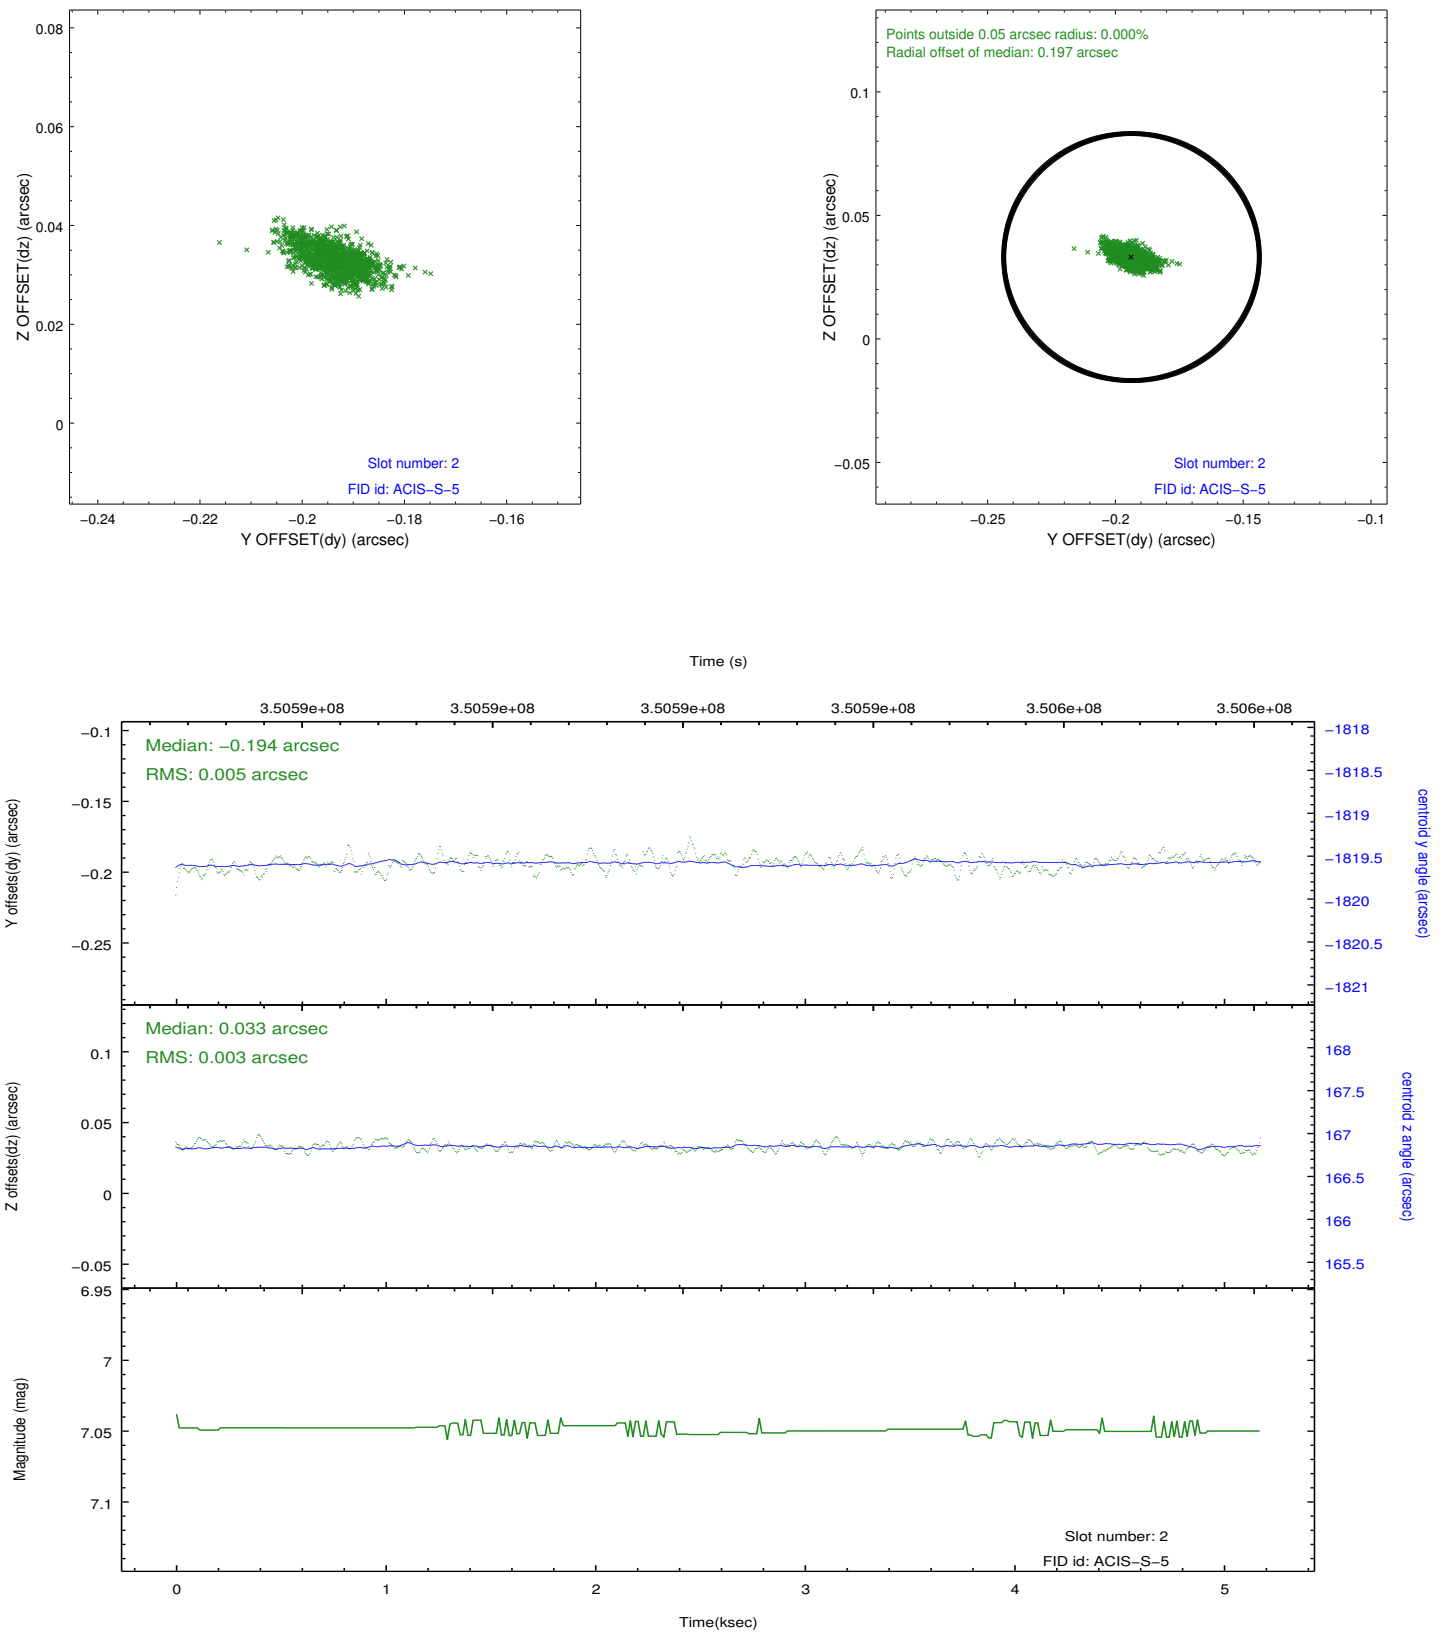 0.08
0.06
0.04
0.02
0
Z OFFSET(dz) (arcsec)
Slot number: 2
FID id: ACIS−S−5
−0.24
−0.22
−0.2
−0.18
−0.16
Y OFFSET(dy) (arcsec)
Points outside 0.05 arcsec radius: 0.000%
Radial offset of median: 0.197 arcsec
0.1
0.05
0
−0.05
Z OFFSET(dz) (arcsec)
Slot number: 2
FID id: ACIS−S−5
−0.25
−0.2
−0.15
−0.1
Y OFFSET(dy) (arcsec)
Time (s)
3.5059e+08
3.5059e+08
3.5059e+08
3.5059e+08
3.506e+08
3.506e+08
Median: −0.194 arcsec
RMS: 0.005 arcsec
−0.1
−0.15
−0.2
−0.25
Y offsets(dy) (arcsec)
−1818
−1818.5
−1819
−1819.5
−1820
−1820.5
−1821
centroid y angle (arcsec)
Median: 0.033 arcsec
RMS: 0.003 arcsec
0.1
0.05
0
−0.05
Z offsets(dz) (arcsec)
168
167.5
167
166.5
166
165.5
centroid z angle (arcsec)
6.95
7
7.05
7.1
Magnitude (mag)
Slot number: 2
FID id: ACIS−S−5
0
1
2
3
4
5
Time(ksec)